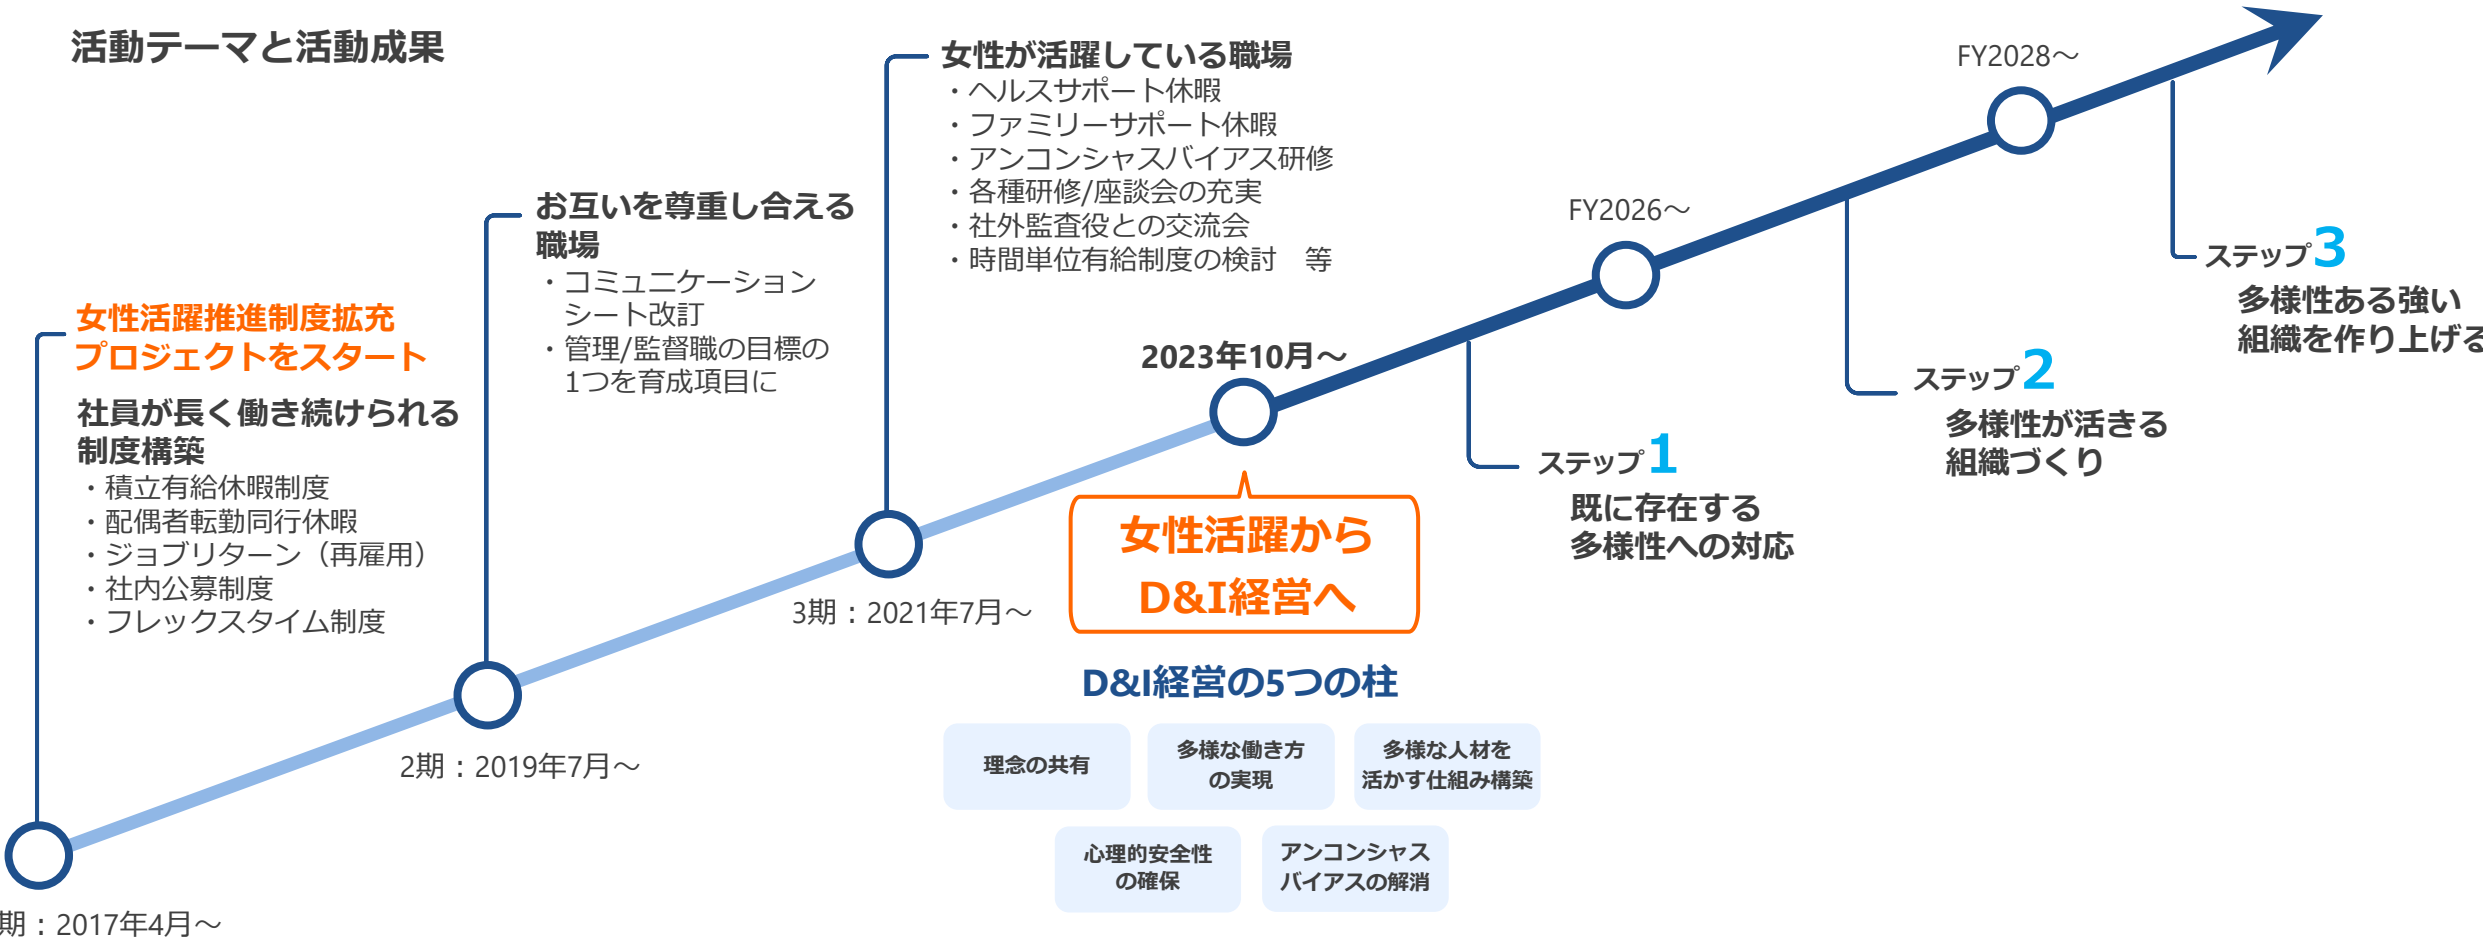 活動テーマと活動成果
女性活躍推進制度拡充
プロジェクトをスタート
社員が長く働き続けられる
制度構築
・積立有給休暇制度
・配偶者転勤同行休暇
・ジョブリターン（再雇用）
・社内公募制度
・フレックスタイム制度
期：2017年4月～
お互いを尊重し合える
職場
・コミュニケーション
シート改訂
・管理/監督職の目標の
1つを育成項目に
2期：2019年7月～
女性が活躍している職場
・ヘルスサポート休暇
・ファミリーサポート休暇
・アンコンシャスバイアス研修
・各種研修/座談会の充実
・社外監査役との交流会
・時間単位有給制度の検討　等
3期：2021年7月～
2023年10月～
女性活躍から
D&I経営へ
D&I経営の5つの柱
理念の共有
多様な働き方
の実現
多様な人材を
活かす仕組み構築
心理的安全性
の確保
アンコンシャス
バイアスの解消
ステップ1
既に存在する
多様性への対応
FY2026～
ステップ2
多様性が活きる
組織づくり
FY2028～
ステップ3
多様性ある強い
組織を作り上げる